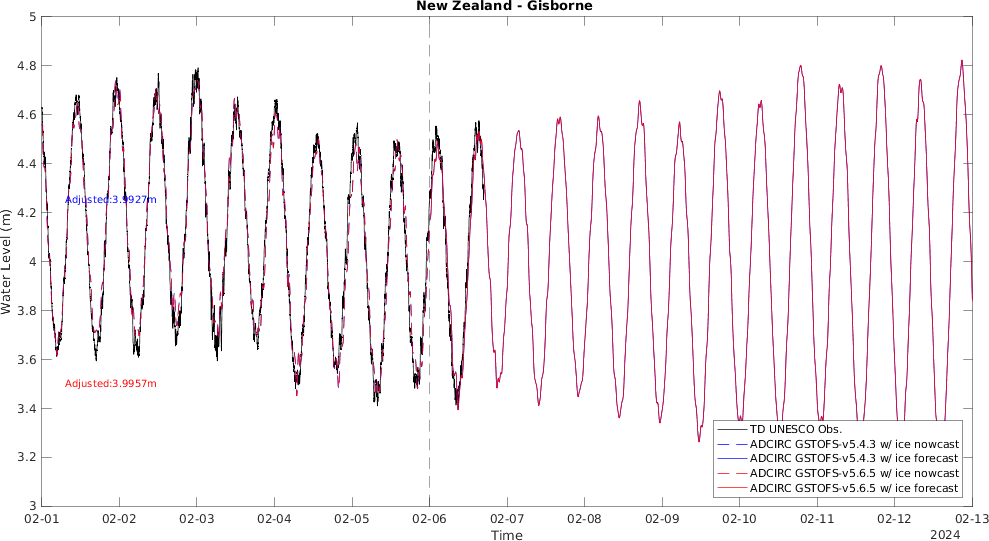 New Zealand - Gisborne
5
4.8
4.6
4.4
4.2
4
3.8
3.6
3.4
3.2
3
Water Level (m)
Adjusted:3.9927m
Adjusted:3.9957m
TD UNESCO Obs.
ADCIRC GSTOFS-v5.4.3 w/ ice nowcast
ADCIRC GSTOFS-v5.4.3 w/ ice forecast
ADCIRC GSTOFS-v5.6.5 w/ ice nowcast
ADCIRC GSTOFS-v5.6.5 w/ ice forecast
02-01 02-02 02-03 02-04 02-05 02-06 02-07 02-08 02-09 02-10 02-11 02-12 02-13
Time
2024